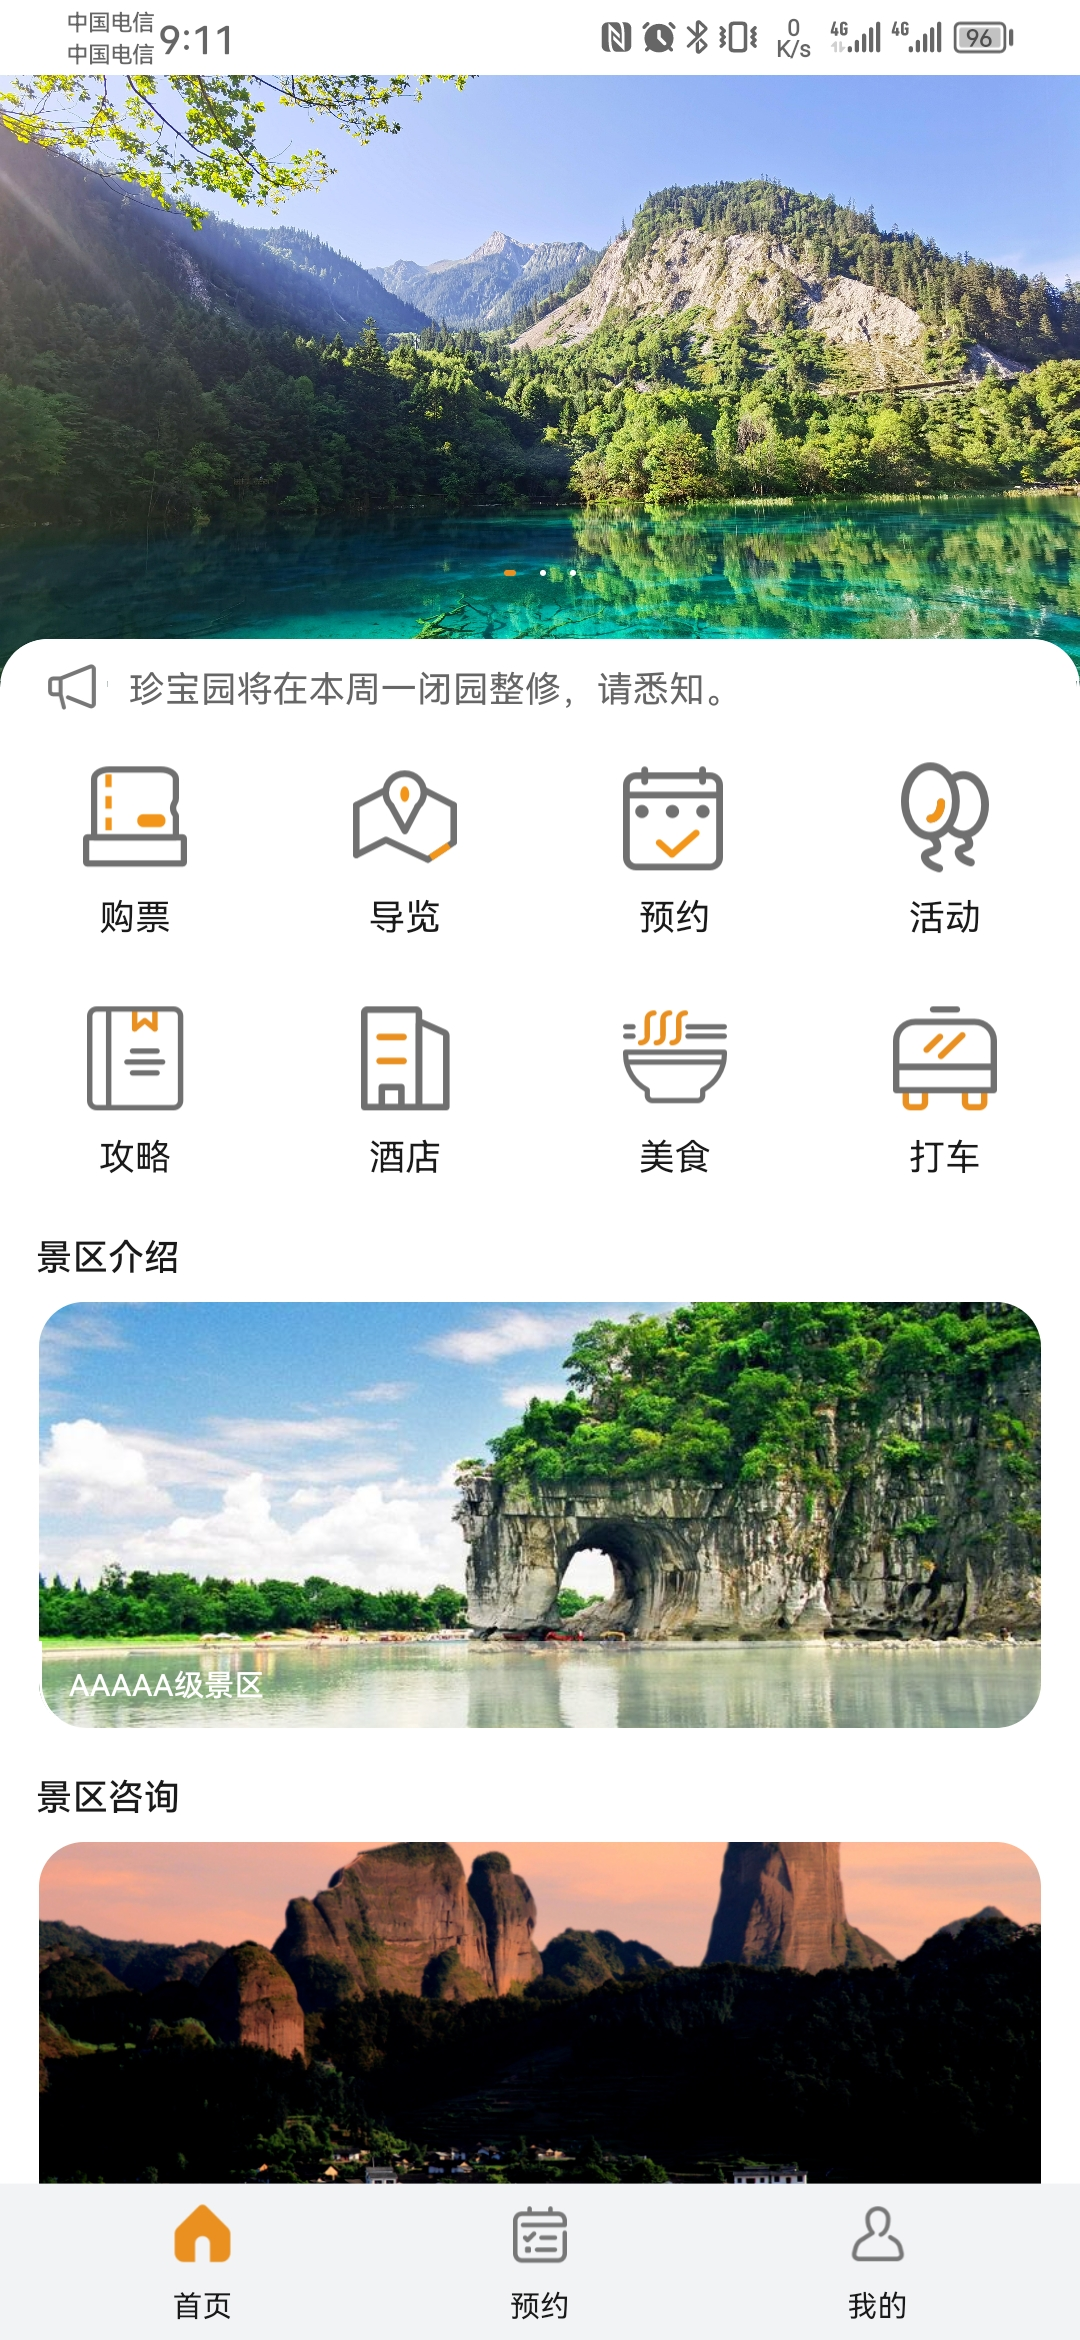 中国电信
中国电信
9:11
0
K/s
4G
4G
96
珍宝园将在本周一闭园整修，请悉知。
购票
导览
预约
活动
攻略
酒店
美食
打车
景区介绍
AAAAA级景区
景区咨询
首页
预约
我的